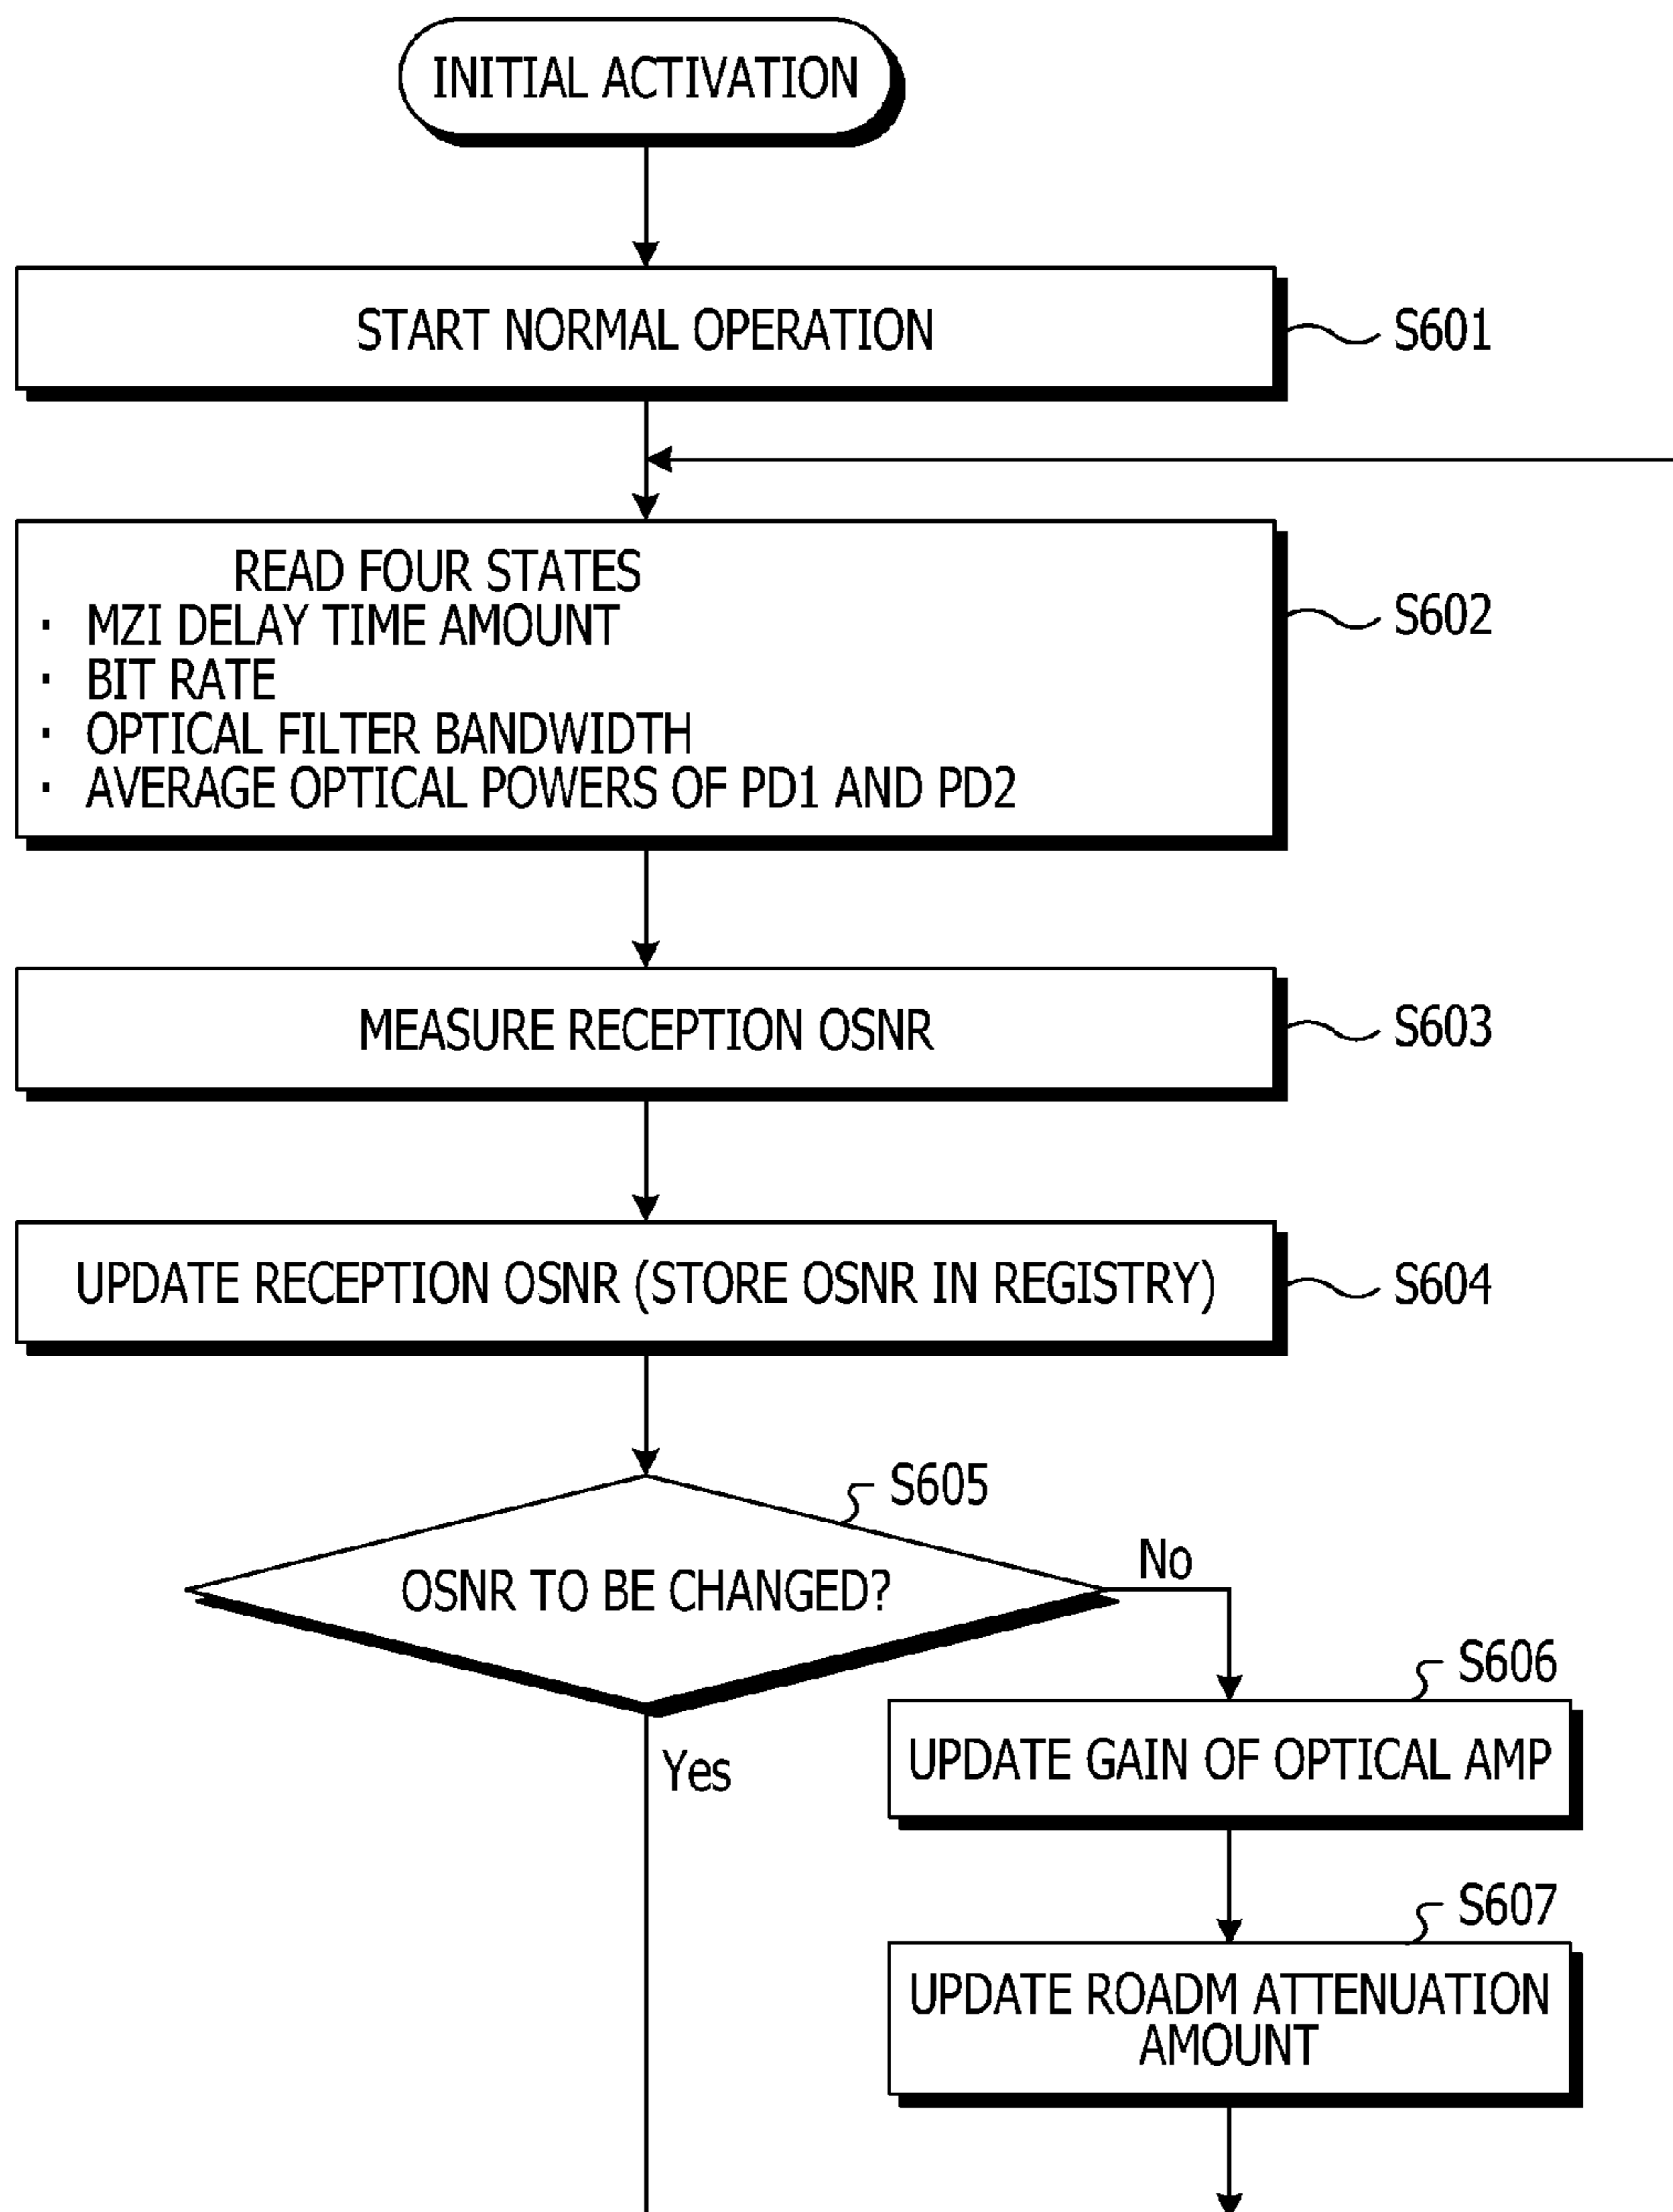 INITIAL ACTIVATION
START NORMAL OPERATION
S601
READ FOUR STATES
· MZI DELAY TIME AMOUNT
· BIT RATE
· OPTICAL FILTER BANDWIDTH
· AVERAGE OPTICAL POWERS OF PD1 AND PD2
S602
MEASURE RECEPTION OSNR
S603
UPDATE RECEPTION OSNR (STORE OSNR IN REGISTRY)
S604
S605
OSNR TO BE CHANGED?
No
Yes
S606
UPDATE GAIN OF OPTICAL AMP
S607
UPDATE ROADM ATTENUATION
AMOUNT